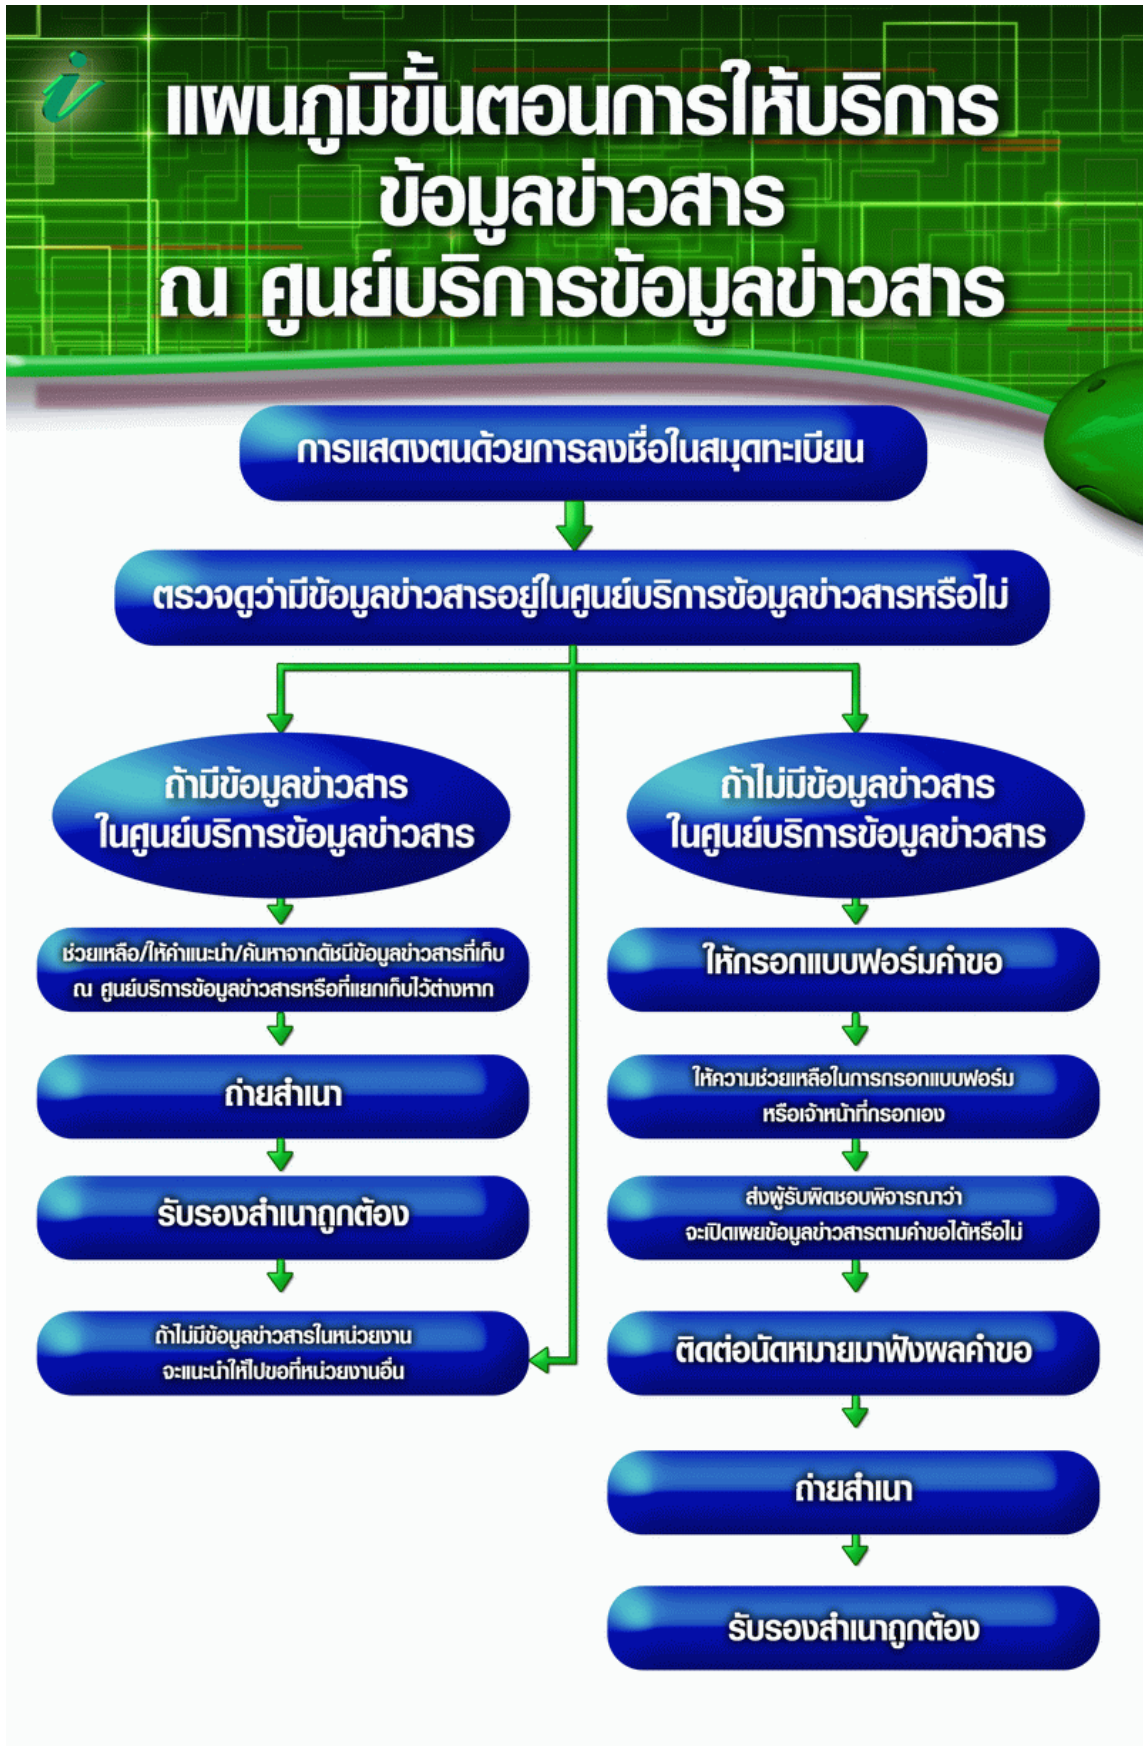 แผนภูมิขั้นตอนการให้บริการ
ข้อมูลข่าวสาร
ณ ศูนย์บริการข้อมูลข่าวสาร
การแสดงตนด้วยการลงชื่อในสมุดทะเบียน
ตรวจดูว่ามีข้อมูลข่าวสารอยู่ในศูนย์บริการข้อมูลข่าวสารหรือไม่
ถ้ามีข้อมูลข่าวสาร
ในศูนย์บริการข้อมูลข่าวสาร
ช่วยเหลือ/ให้คำแนะนำ/ค้นหาจากดัชนีข้อมูลข่าวสารที่เก็บ
ณ ศูนย์บริการข้อมูลข่าวสารหรือที่แยกเก็บไว้ต่างหาก
ถ่ายสำเนา
รับรองสำเนาถูกต้อง
ถ้าไม่มีข้อมูลข่าวสารในหน่วยงาน
จะแนะนำให้ไปขอที่หน่วยงานอื่น
ถ้าไม่มีข้อมูลข่าวสาร
ในศูนย์บริการข้อมูลข่าวสาร
ให้กรอกแบบฟอร์มคำขอ
ให้ความช่วยเหลือในการกรอกแบบฟอร์ม
หรือเจ้าหน้าที่กรอกเอง
ส่งผู้รับผิดชอบพิจารณาว่า
จะเปิดเผยข้อมูลข่าวสารตามคำขอได้หรือไม่
ติดต่อนัดหมายมาฟังผลคำขอ
ถ่ายสำเนา
รับรองสำเนาถูกต้อง